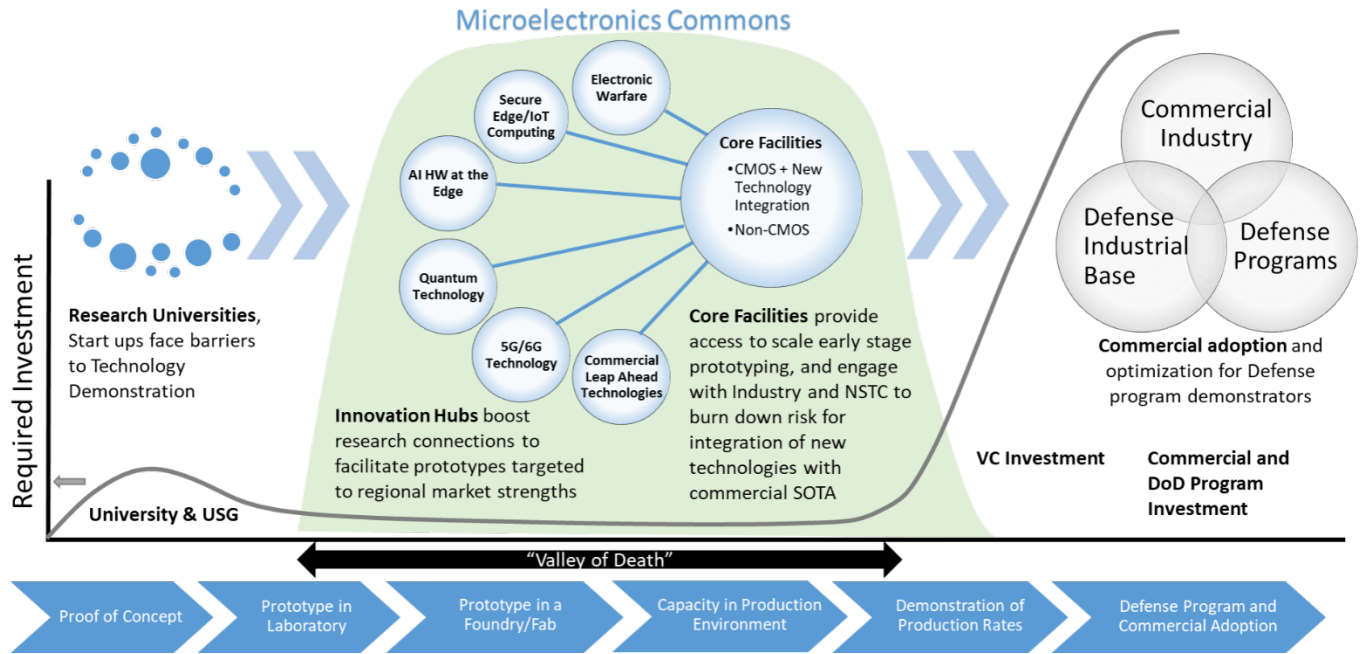 Microelectronics Commons
Required Investment
Research Universities,
Start ups face barriers
to Technology
Demonstration
University & USG
Electronic
Warfare
Secure
Edge/IoT
Computing
AI HW at the
Edge
Quantum
Technology
5G/6G
Technology
Commercial
Leap Ahead
Technologies
Core Facilities
•CMOS + New
Technology
Integration
•Non-CMOS
Innovation Hubs boost
research connections to
facilitate prototypes targeted
to regional market strengths
Core Facilities provide
access to scale early stage
prototyping, and engage
with Industry and NSTC to
burn down risk for
integration of new
technologies with
commercial SOTA
Commercial
Industry
Defense
Industrial
Base
Defense
Programs
Commercial adoption and
optimization for Defense
program demonstrators
VC Investment
Commercial and
DoD Program
Investment
“Valley of Death”
Proof of Concept
Prototype in
Laboratory
Prototype in a
Foundry/Fab
Capacity in Production
Environment
Demonstration of
Production Rates
Defense Program and
Commercial Adoption